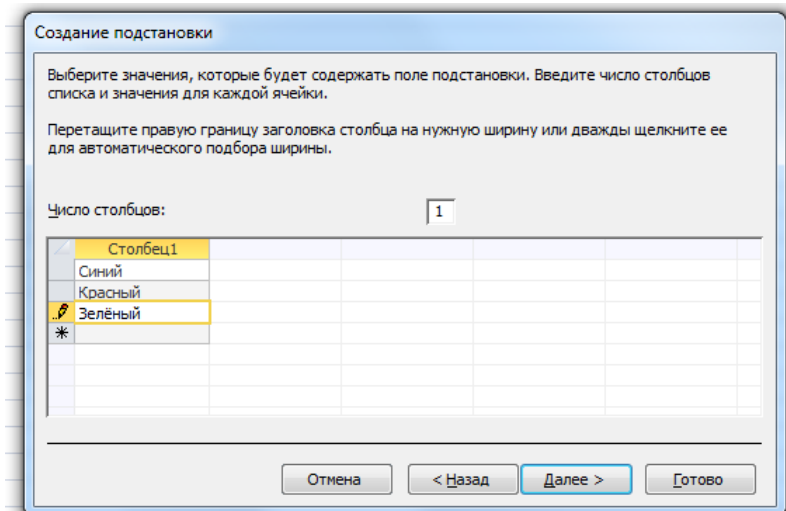 Создание подстановки
Выберите значения, которые будет содержать поле подстановки. Введите число столбцов
списка и значения для каждой ячейки.
Перетащите правую границу заголовка столбца на нужную ширину или дважды щелкните ее
для автоматического подбора ширины.
Число столбцов: 1
Столбец1
Синий
Красный
Зелёный
Отмена < Назад Далее > Готово